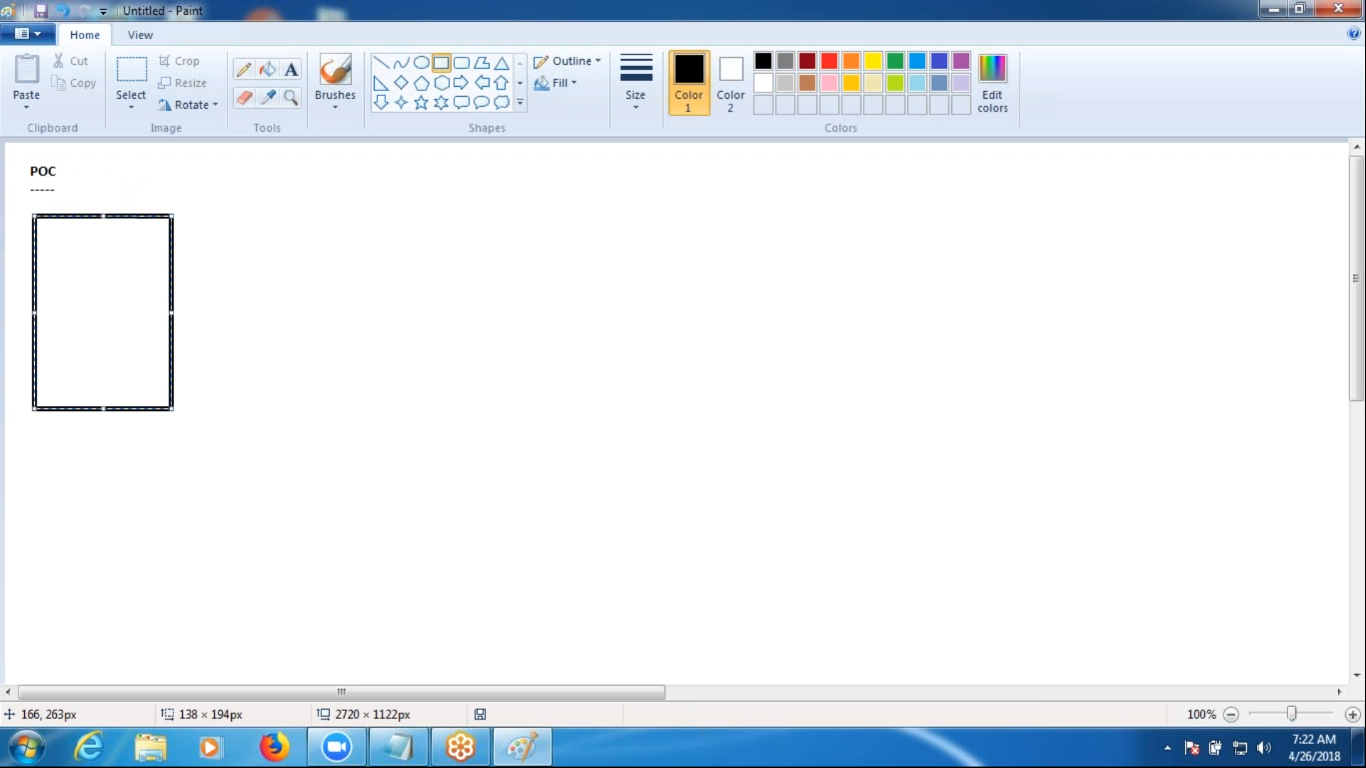 Untitled - Paint
Home View
Paste
Cut
Copy
Clipboard
Select
Crop
Resize
Rotate
Image
A
Tools
Brushes
Outline
Fill
Shapes
Size
Color 1
Color 2
Edit colors
Colors
POC
-----
166, 263px
138 × 194px
2720 × 1122px
100%
7:22 AM
4/26/2018